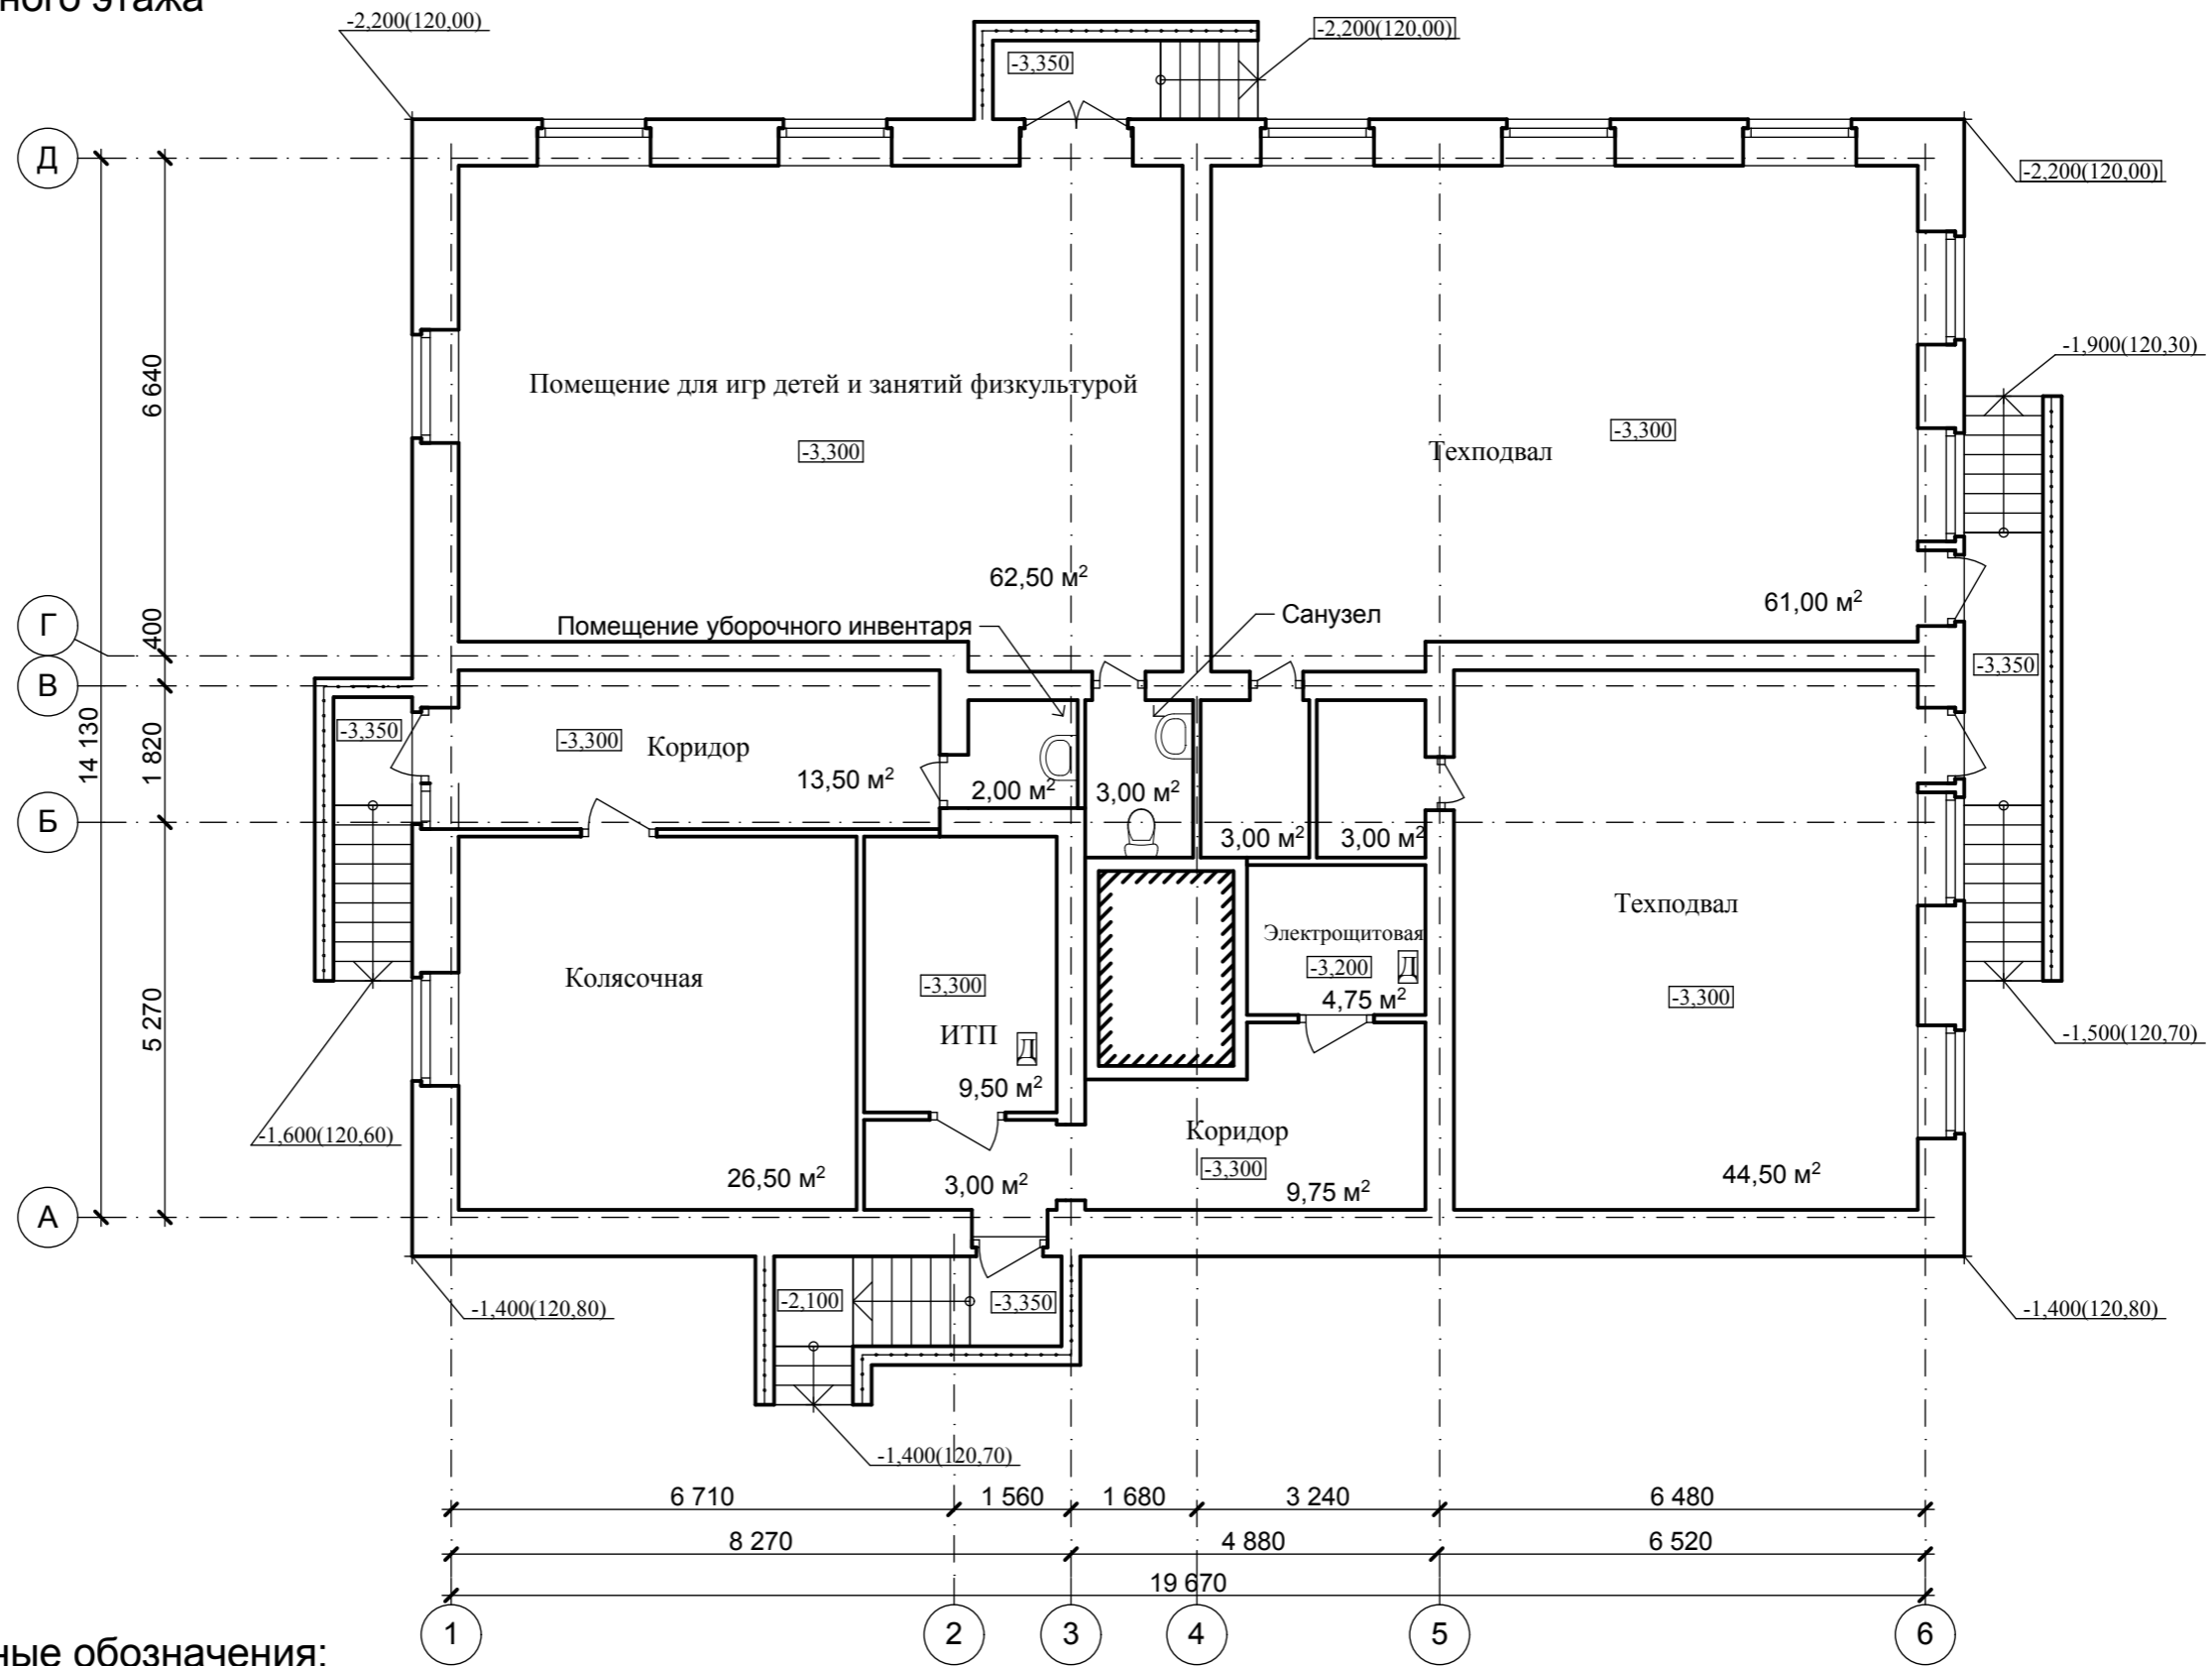 ного этажа
-2,200(120,00)
-2,200(120,00)
-3,350
Д
-2,200(120,00)
-1,900(120,30)
6 640
Помещение для игр детей и занятий физкультурой
-3,300
-3,300
Техподвал
62,50 м²
61,00 м²
Г
400
Помещение уборочного инвентаря
Санузел
В
-3,350
-3,350
14 130
1 820
-3,300
Коридор
13,50 м²
2,00 м²
3,00 м²
Б
3,00 м²
3,00 м²
Техподвал
Электрощитовая
-3,200
Д
4,75 м²
Колясочная
-3,300
-3,300
5 270
ИТП
Д
9,50 м²
-1,500(120,70)
-1,600(120,60)
Коридор
-3,300
26,50 м²
3,00 м²
9,75 м²
44,50 м²
А
-1,400(120,80)
-2,100
-3,350
-1,400(120,80)
-1,400(120,70)
6 710
1 560
1 680
3 240
6 480
8 270
4 880
6 520
19 670
1
2
3
4
5
6
ные обозначения: